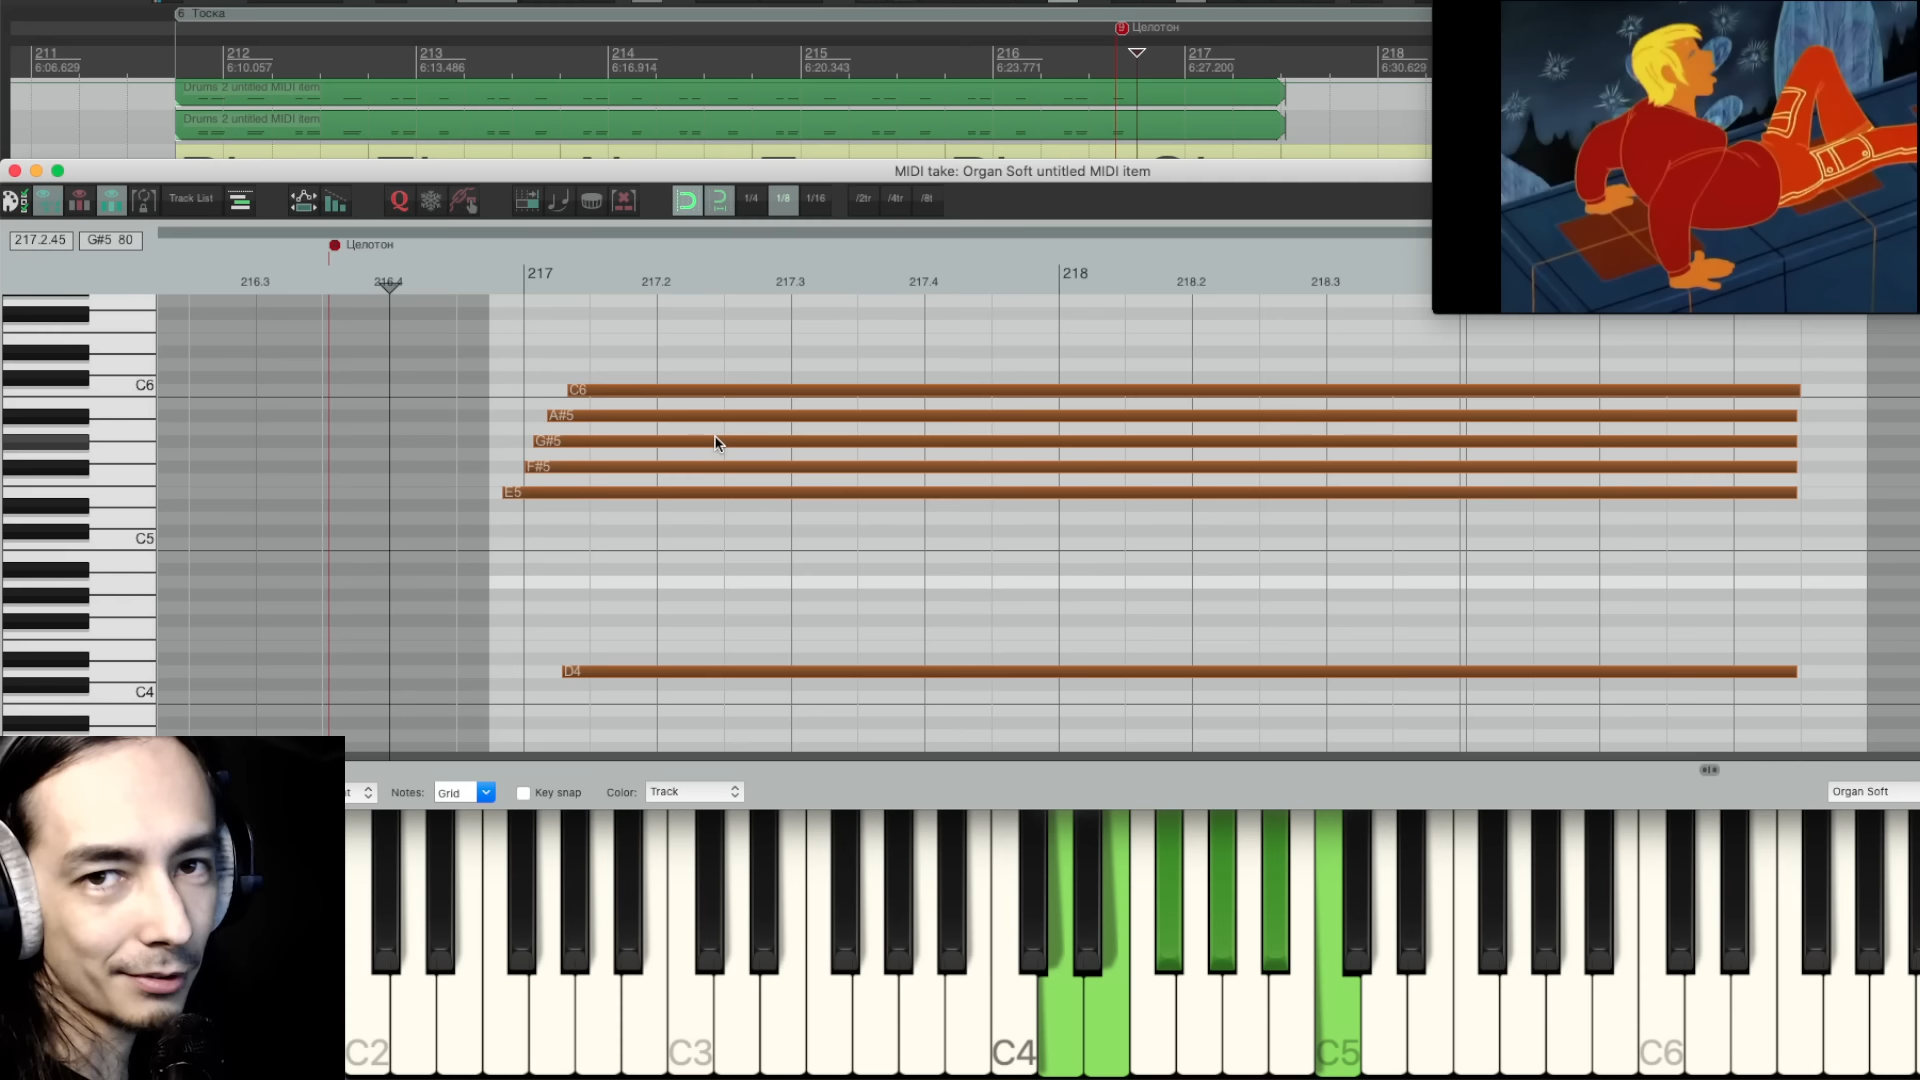 6 Тоска
9 Целотон
211 212 213 214 215 216 217 218
6:06.629 6:10.057 6:13.486 6:16.914 6:20.343 6:23.771 6:27.200 6:30.629
Drums 2 untitled MIDI item
Drums 2 untitled MIDI item
MIDI take: Organ Soft untitled MIDI item
Track List Q 1/4 1/8 1/16 /2tr /4tr /8t
217.2.45 G#5 80
Целотон
217 218
216.3 216.4 217.2 217.3 217.4 218.2 218.3
C6 C6
A#5
G#5
F#5
E5
C5
D4
C4
Notes: Grid Key snap Color: Track Organ Soft
C2 C3 C4 C5 C6